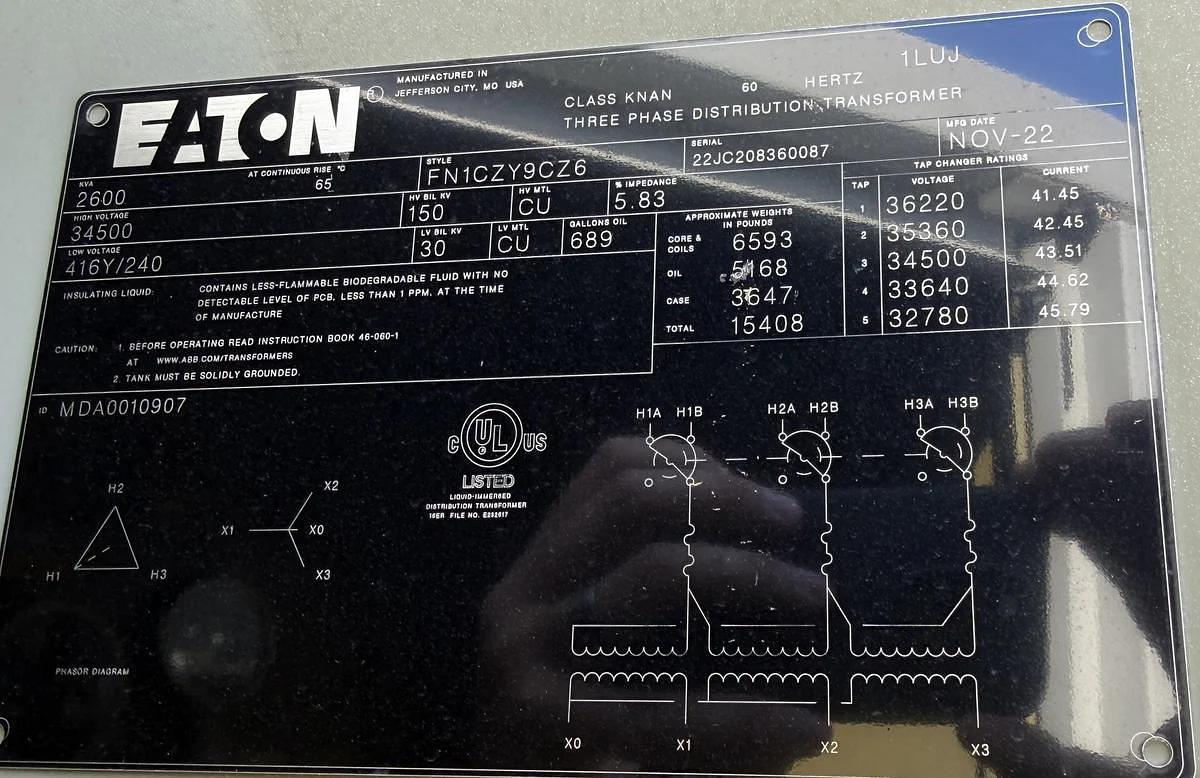 1LUJ
EATON ®
MANUFACTURED IN
JEFFERSON CITY, MO USA
CLASS KNAN 60 HERTZ
THREE PHASE DISTRIBUTION TRANSFORMER
KVA
2600
AT CONTINUOUS RISE °C
65
STYLE
FN1CZY9CZ6
SERIAL
22JC208360087
MFG DATE
NOV-22
HIGH VOLTAGE
34500
HV BIL KV
150
HV MTL
CU
% IMPEDANCE
5.83
LOW VOLTAGE
416Y/240
LV BIL KV
30
LV MTL
CU
GALLONS OIL
689
APPROXIMATE WEIGHTS
IN POUNDS
CORE &
COILS 6593
OIL 5168
CASE 3647
TOTAL 15408
TAP CHANGER RATINGS
TAP VOLTAGE CURRENT
1 36220 41.45
2 35360 42.45
3 34500 43.51
4 33640 44.62
5 32780 45.79
INSULATING LIQUID: CONTAINS LESS-FLAMMABLE BIODEGRADABLE FLUID WITH NO
DETECTABLE LEVEL OF PCB, LESS THAN 1 PPM, AT THE TIME
OF MANUFACTURE
CAUTION: 1. BEFORE OPERATING READ INSTRUCTION BOOK 46-060-1
AT WWW.ABB.COM/TRANSFORMERS
2. TANK MUST BE SOLIDLY GROUNDED.
ID MDA0010907
C UL US
LISTED
LIQUID-IMMERSED
DISTRIBUTION TRANSFORMER
16ER FILE NO. E232617
H2
H1 H3
X2
X1 X0
X3
PHASOR DIAGRAM
H1A H1B H2A H2B H3A H3B
X0 X1 X2 X3